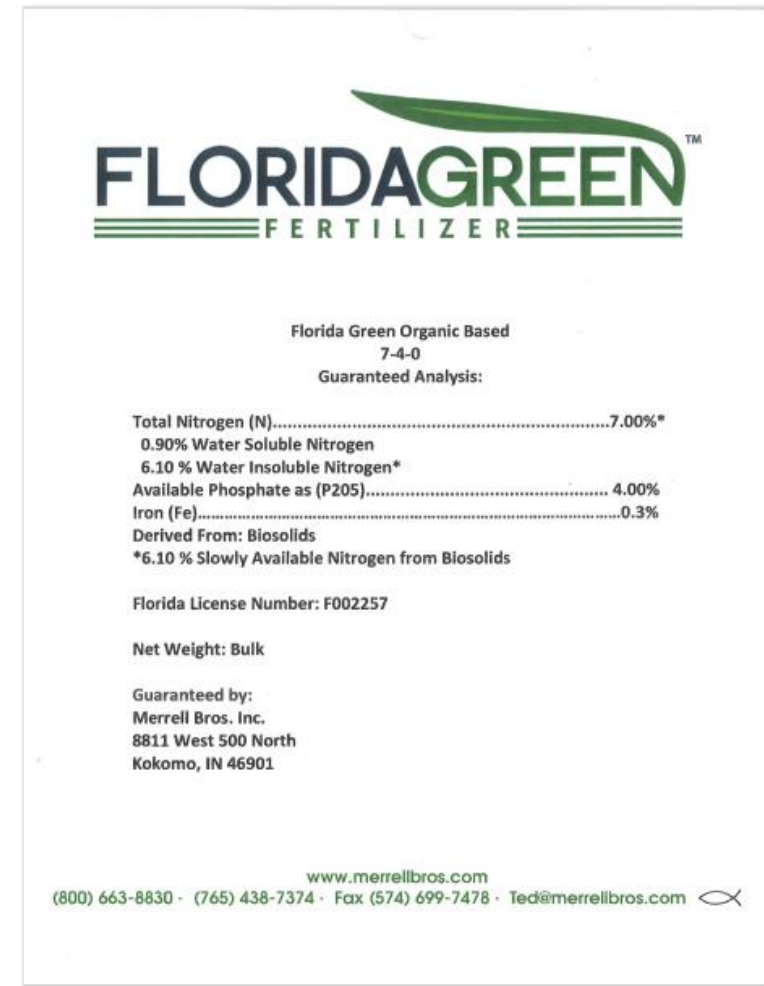 FLORIDAGREEN™
FERTILIZER
Florida Green Organic Based
7-4-0
Guaranteed Analysis:
Total Nitrogen (N)......................................................................7.00%*
0.90% Water Soluble Nitrogen
6.10 % Water Insoluble Nitrogen*
Available Phosphate as (P205).................................................. 4.00%
Iron (Fe).......................................................................................0.3%
Derived From: Biosolids
*6.10 % Slowly Available Nitrogen from Biosolids
Florida License Number: F002257
Net Weight: Bulk
Guaranteed by:
Merrell Bros. Inc.
8811 West 500 North
Kokomo, IN 46901
www.merrellbros.com
(800) 663-8830 · (765) 438-7374 · Fax (574) 699-7478 · Ted@merrellbros.com